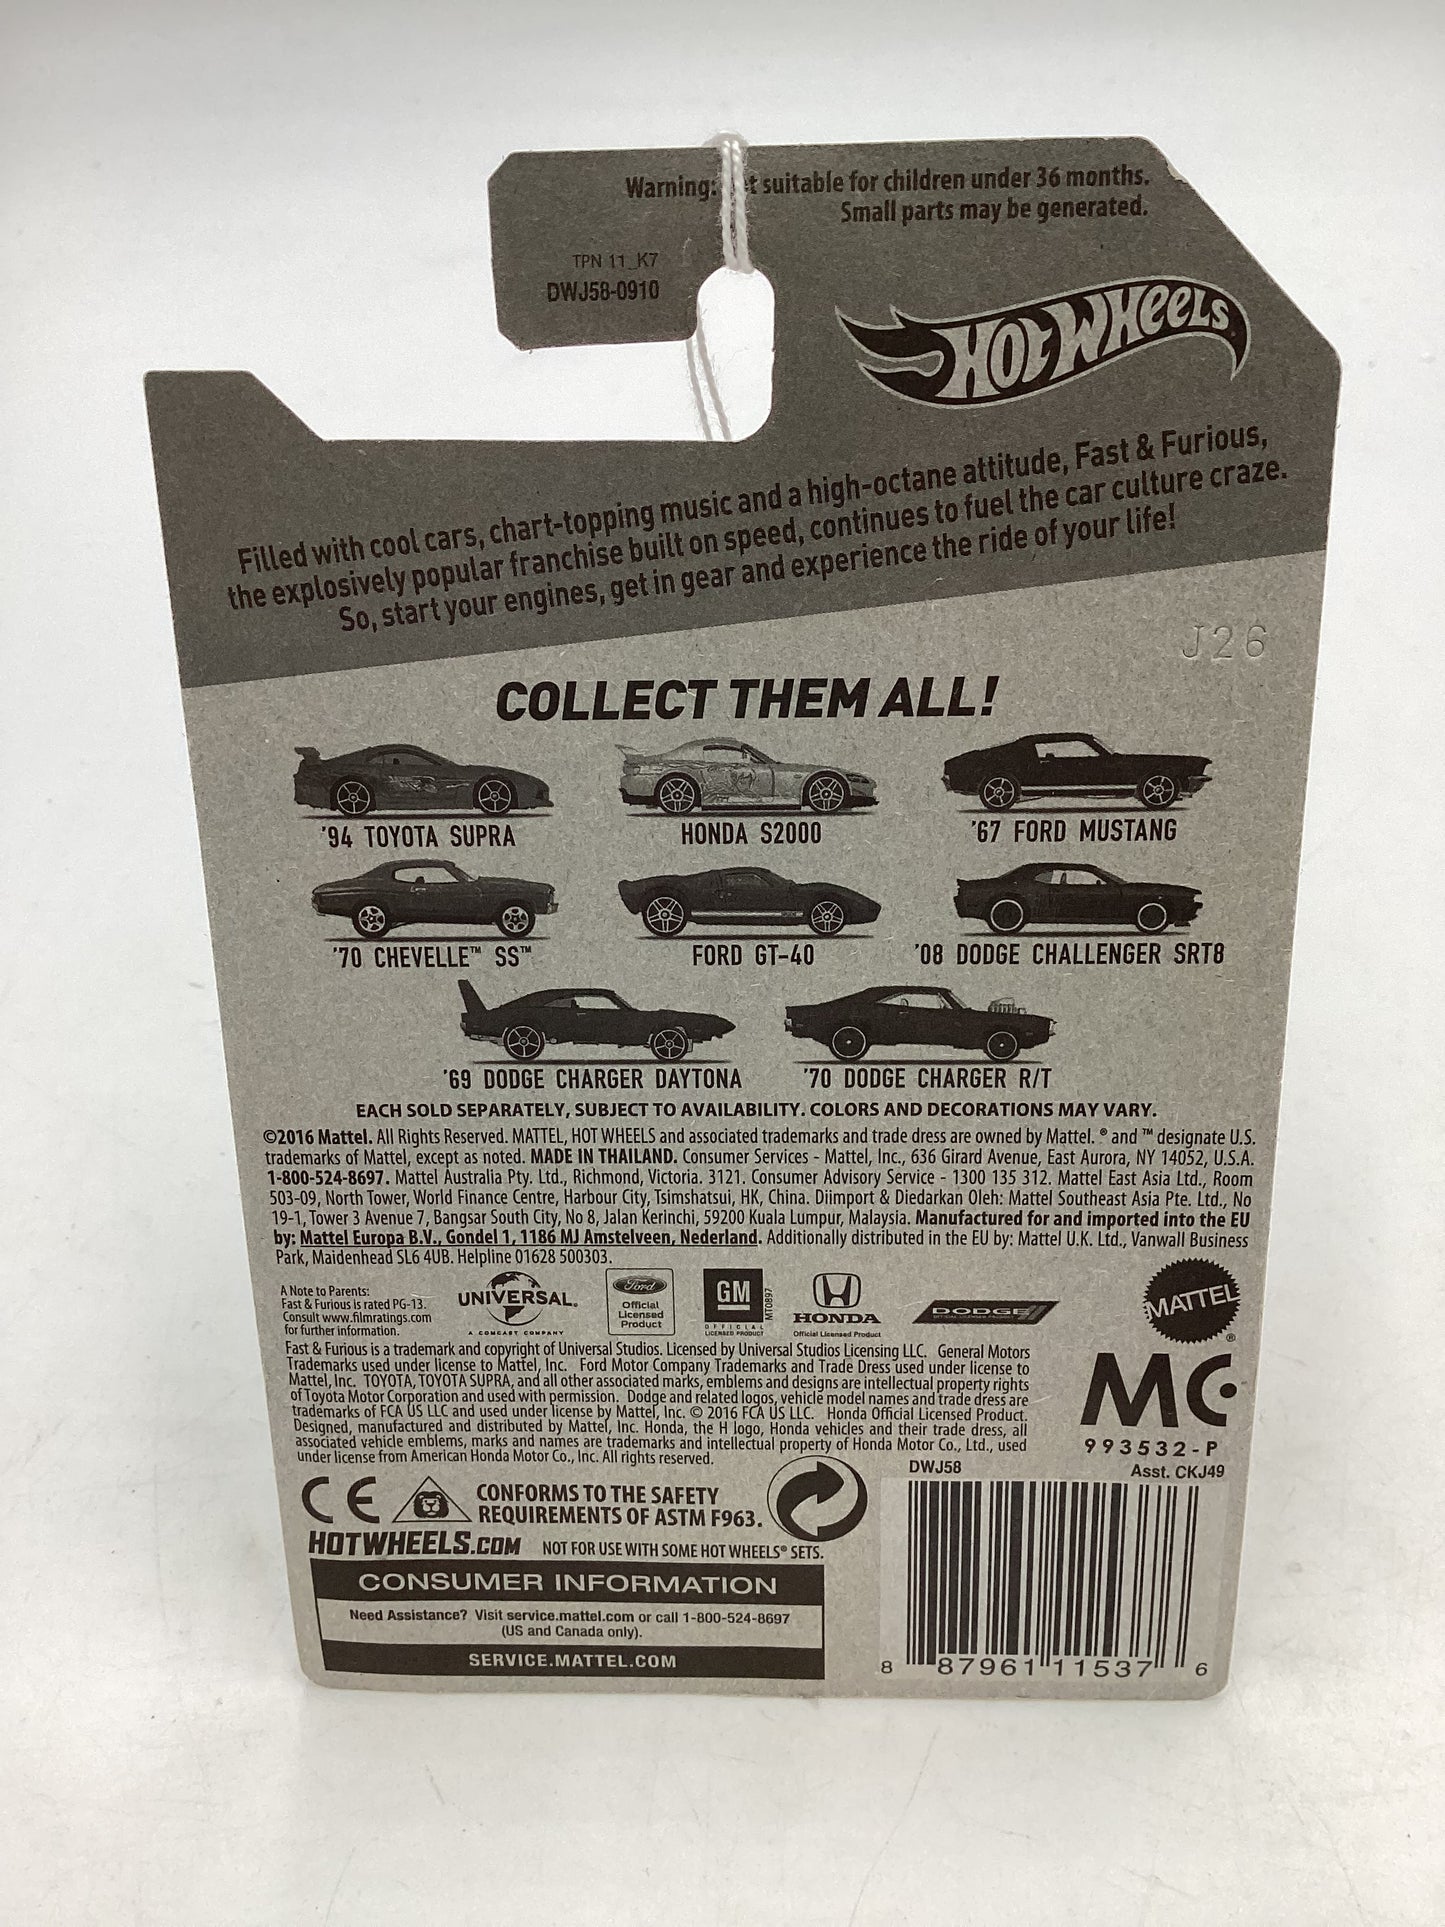 Warning: suitable for children under 36 months.
Small parts may be generated.
TPN 11_K7
DWJ58-0910
HOT WHEELS
Filled with cool cars, chart-topping music and a high-octane attitude, Fast & Furious,
the explosively popular franchise built on speed, continues to fuel the car culture craze.
So, start your engines, get in gear and experience the ride of your life!
J26
COLLECT THEM ALL!
'94 TOYOTA SUPRA
HONDA S2000
'67 FORD MUSTANG
'70 CHEVELLE™ SS™
FORD GT-40
'08 DODGE CHALLENGER SRT8
'69 DODGE CHARGER DAYTONA
'70 DODGE CHARGER R/T
EACH SOLD SEPARATELY, SUBJECT TO AVAILABILITY. COLORS AND DECORATIONS MAY VARY.
©2016 Mattel. All Rights Reserved. MATTEL, HOT WHEELS and associated trademarks and trade dress are owned by Mattel. ® and ™ designate U.S.
trademarks of Mattel, except as noted. MADE IN THAILAND. Consumer Services - Mattel, Inc., 636 Girard Avenue, East Aurora, NY 14052, U.S.A.
1-800-524-8697. Mattel Australia Pty. Ltd., Richmond, Victoria. 3121. Consumer Advisory Service - 1300 135 312. Mattel East Asia Ltd., Room
503-09, North Tower, World Finance Centre, Harbour City, Tsimshatsui, HK, China. Diimport & Diedarkan Oleh: Mattel Southeast Asia Pte. Ltd., No
19-1, Tower 3 Avenue 7, Bangsar South City, No 8, Jalan Kerinchi, 59200 Kuala Lumpur, Malaysia. Manufactured for and imported into the EU
by: Mattel Europa B.V., Gondel 1, 1186 MJ Amstelveen, Nederland. Additionally distributed in the EU by: Mattel U.K. Ltd., Vanwall Business
Park, Maidenhead SL6 4UB. Helpline 01628 500303.
A Note to Parents:
Fast & Furious is rated PG-13.
Consult www.filmratings.com
for further information.
UNIVERSAL
A COMCAST COMPANY
Ford
Official
Licensed
Product
GM
OFFICIAL
LICENSED PRODUCT
MT0897
HONDA
Official Licensed Product
DODGE
MATTEL®
Fast & Furious is a trademark and copyright of Universal Studios. Licensed by Universal Studios Licensing LLC. General Motors
Trademarks used under license to Mattel, Inc. Ford Motor Company Trademarks and Trade Dress used under license to
Mattel, Inc. TOYOTA, TOYOTA SUPRA, and all other associated marks, emblems and designs are intellectual property rights
of Toyota Motor Corporation and used with permission. Dodge and related logos, vehicle model names and trade dress are
trademarks of FCA US LLC and used under license by Mattel, Inc. © 2016 FCA US LLC. Honda Official Licensed Product.
Designed, manufactured and distributed by Mattel, Inc. Honda, the H logo, Honda vehicles and their trade dress, all
associated vehicle emblems, marks and names are trademarks and intellectual property of Honda Motor Co., Ltd., used
under license from American Honda Motor Co., Inc. All rights reserved.
MC
993532-P
DWJ58
Asst. CKJ49
CE
CONFORMS TO THE SAFETY
REQUIREMENTS OF ASTM F963.
HOTWHEELS.COM
NOT FOR USE WITH SOME HOT WHEELS® SETS.
CONSUMER INFORMATION
Need Assistance? Visit service.mattel.com or call 1-800-524-8697
(US and Canada only).
SERVICE.MATTEL.COM
8 87961 11537 6